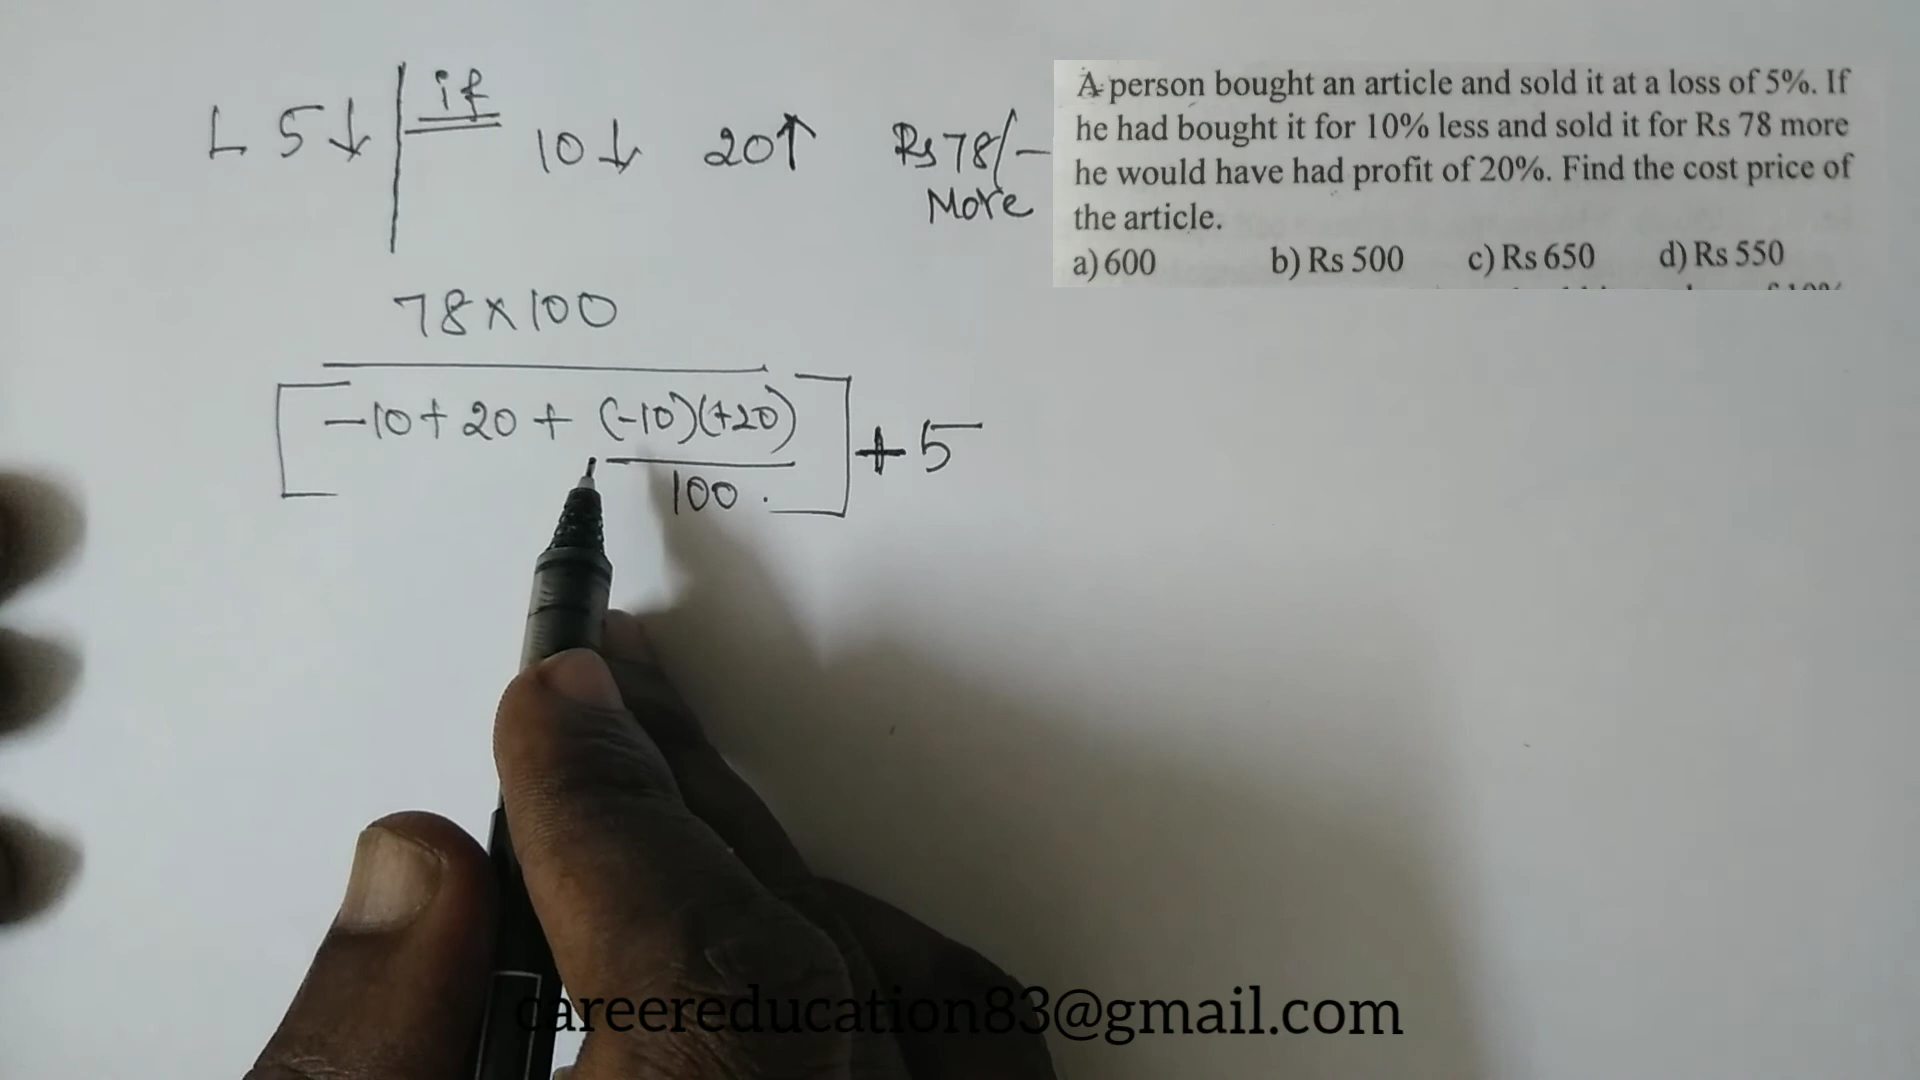 L 5↓ if 10↓ 20↑ Rs 78/-
More
A person bought an article and sold it at a loss of 5%. If
he had bought it for 10% less and sold it for Rs 78 more
he would have had profit of 20%. Find the cost price of
the article.
a) 600 b) Rs 500 c) Rs 650 d) Rs 550
78×100
[-10+20+(-10)(+20)]+5
100
careereducation83@gmail.com